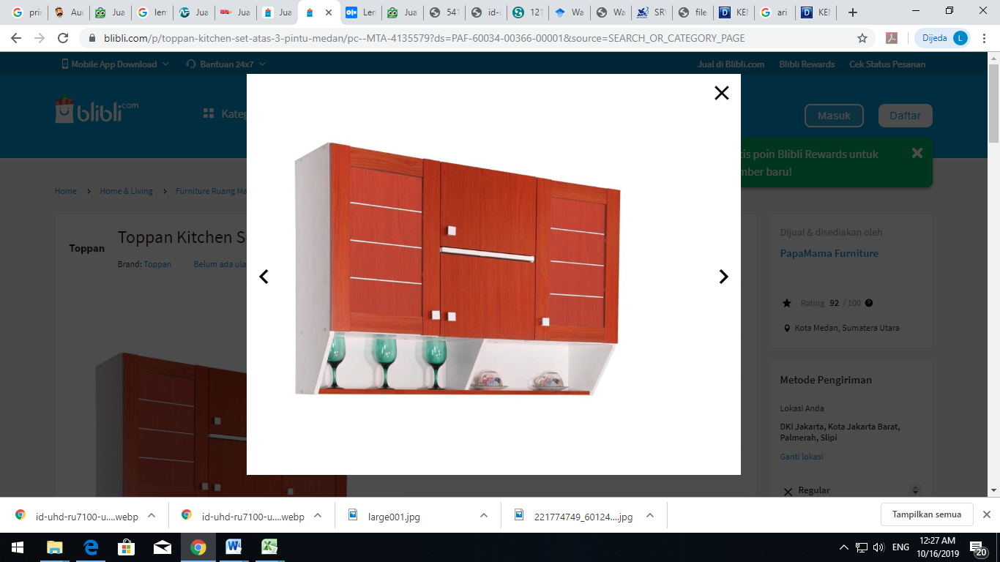 pri
Auc
Jua
lem
Jua
Jua
Jua
Len
Jua
541
id-u
121
Wa
Wa
SRY
file
KEI
ari
KEI
blibli.com/p/toppan-kitchen-set-atas-3-pintu-medan/pc--MTA-4135579?ds=PAF-60034-00366-00001&source=SEARCH_OR_CATEGORY_PAGE
Dijeda L
Mobile App Download
Bantuan 24x7
Jual di Blibli.com
Blibli Rewards
Cek Status Pesanan
blibli.com
Kateg
Masuk
Daftar
tis poin Blibli Rewards untuk
mber baru!
Home > Home & Living > Furniture Ruang Ma
Toppan
Toppan Kitchen S
Brand: Toppan
Belum ada ula
Dijual & disediakan oleh
PapaMama Furniture
Rating 92 / 100
Kota Medan, Sumatera Utara
Metode Pengiriman
Lokasi Anda
DKI Jakarta, Kota Jakarta Barat,
Palmerah, Slipi
Ganti lokasi
Regular
id-uhd-ru7100-u....webp
id-uhd-ru7100-u....webp
large001.jpg
221774749_60124....jpg
Tampilkan semua
ENG
12:27 AM
10/16/2019
20